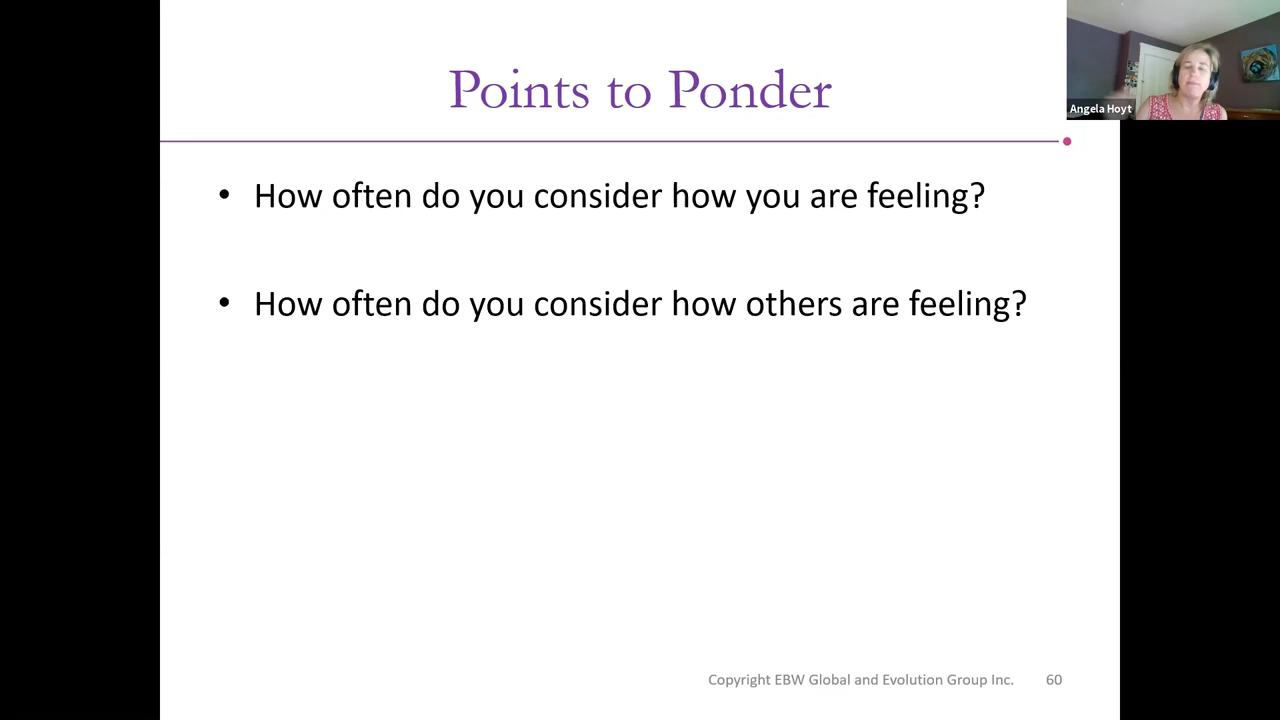 Points to Ponder
Angela Hoyt
• How often do you consider how you are feeling?
• How often do you consider how others are feeling?
Copyright EBW Global and Evolution Group Inc. 60